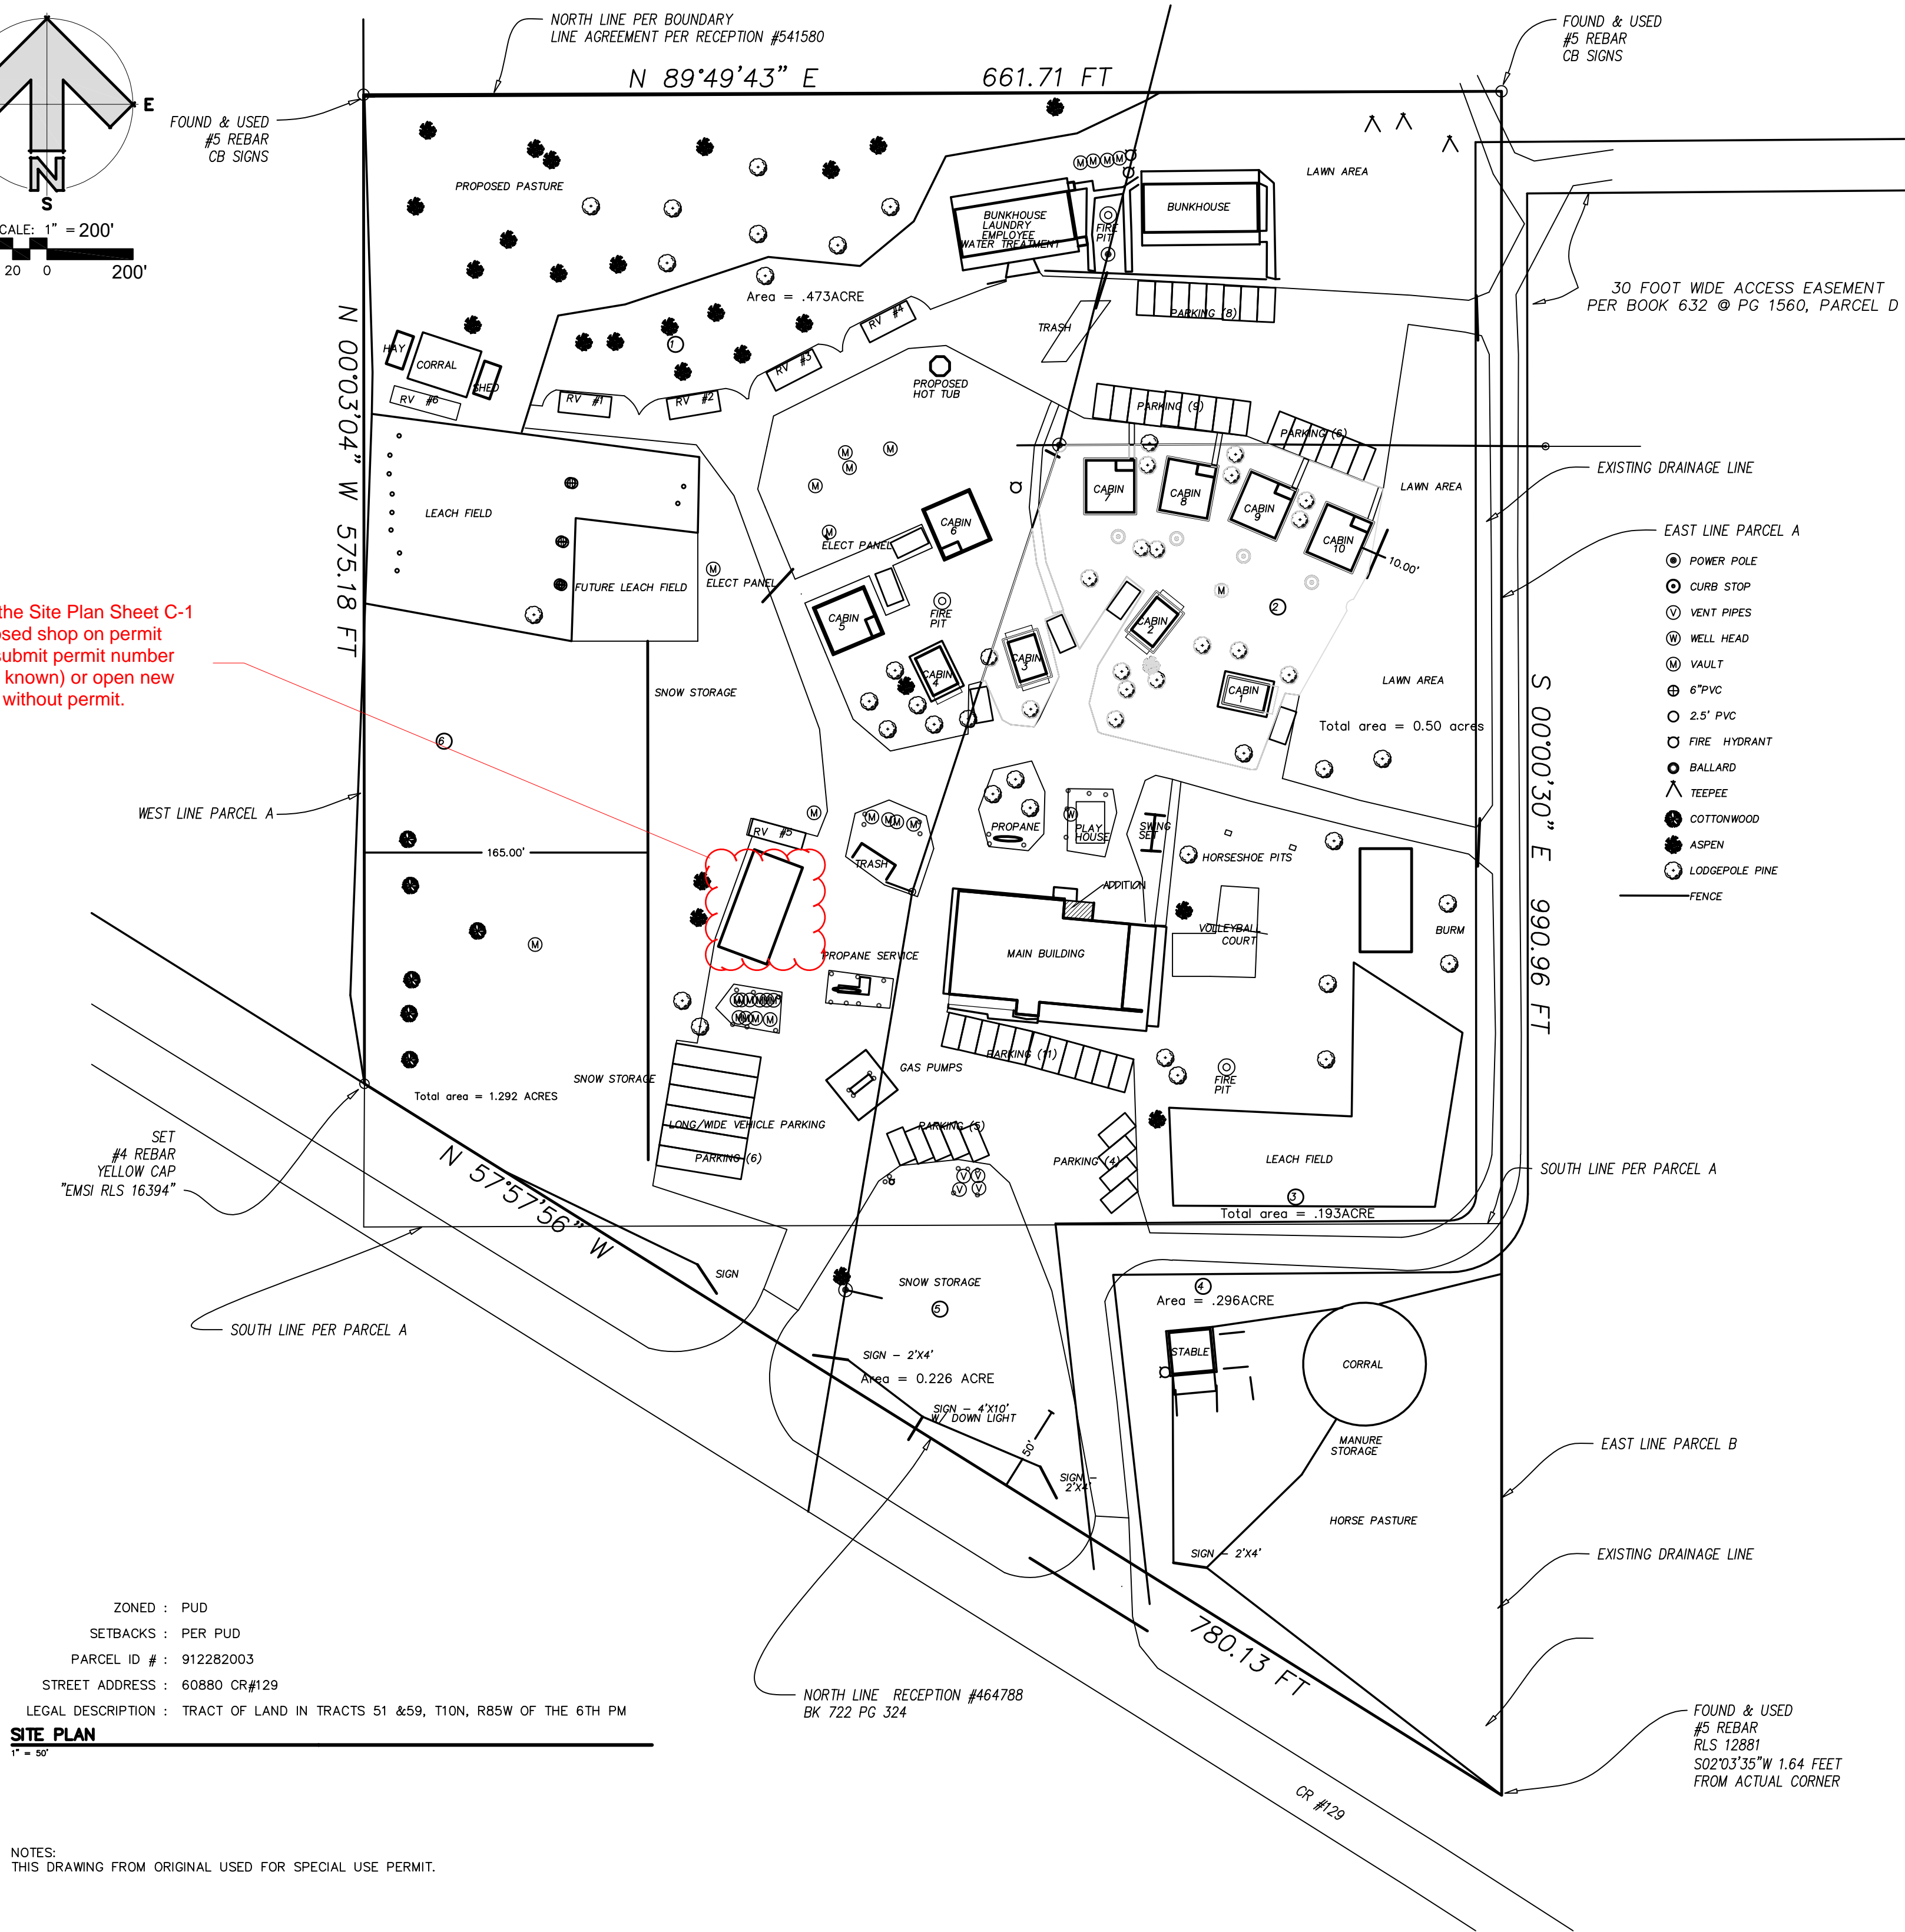 NORTH LINE PER BOUNDARY
LINE AGREEMENT PER RECEPTION #541580
FOUND & USED
#5 REBAR
CB SIGNS
N 89°49'43" E 661.71 FT
E
N
S
FOUND & USED
#5 REBAR
CB SIGNS
CALE: 1" = 200'
20 0 200'
PROPOSED PASTURE
LAWN AREA
BUNKHOUSE
LAUNDRY
EMPLOYEE
WATER TREATMENT
FIRE
PIT
BUNKHOUSE
MMMM
30 FOOT WIDE ACCESS EASEMENT
PER BOOK 632 @ PG 1560, PARCEL D
Area = .473ACRE
1
RV #4
RV #3
RV #2
RV #1
TRASH
PARKING (8)
N 00°03'04" W 575.18 FT
HAY
CORRAL
SHED
RV #6
PROPOSED
HOT TUB
PARKING (9)
PARKING (6)
LAWN AREA
EXISTING DRAINAGE LINE
LEACH FIELD
FUTURE LEACH FIELD
M
M
M
M
M
ELECT PANEL
M
ELECT PANEL
CABIN
6
CABIN
7
CABIN
8
CABIN
9
CABIN
10
10.00'
CABIN
5
FIRE
PIT
CABIN
4
CABIN
3
CABIN
2
M
2
CABIN
1
LAWN AREA
Total area = 0.50 acres
EAST LINE PARCEL A
POWER POLE
CURB STOP
V VENT PIPES
W WELL HEAD
M VAULT
6"PVC
2.5' PVC
FIRE HYDRANT
BALLARD
TEEPEE
COTTONWOOD
ASPEN
LODGEPOLE PINE
FENCE
the Site Plan Sheet C-1
osed shop on permit
submit permit number
known) or open new
without permit.
SNOW STORAGE
6
WEST LINE PARCEL A
165.00'
S 00°00'30" E 990.96 FT
M
RV #5
MMMM
TRASH
PROPANE
W
PLAY
HOUSE
SWING
SET
HORSESHOE PITS
ADDITION
VOLLEYBALL
COURT
BURM
M
PROPANE SERVICE
MAIN BUILDING
MMMMM
MMMM
GAS PUMPS
PARKING (11)
FIRE
PIT
SNOW STORAGE
Total area = 1.292 ACRES
LONG/WIDE VEHICLE PARKING
PARKING (6)
PARKING (5)
PARKING (4)
VV
VV
LEACH FIELD
3
Total area = .193ACRE
SOUTH LINE PER PARCEL A
SET
#4 REBAR
YELLOW CAP
"EMSI RLS 16394"
N 57°57'56" W
SIGN
SNOW STORAGE
5
4
Area = .296ACRE
SOUTH LINE PER PARCEL A
STABLE
CORRAL
SIGN - 2'X4'
Area = 0.226 ACRE
SIGN - 4'X10'
W/ DOWN LIGHT
50'
SIGN -
2'X4'
MANURE
STORAGE
EAST LINE PARCEL B
HORSE PASTURE
SIGN - 2'X4'
EXISTING DRAINAGE LINE
780.13 FT
ZONED : PUD
SETBACKS : PER PUD
PARCEL ID # : 912282003
STREET ADDRESS : 60880 CR#129
LEGAL DESCRIPTION : TRACT OF LAND IN TRACTS 51 &59, T10N, R85W OF THE 6TH PM
SITE PLAN
1" = 50'
NORTH LINE RECEPTION #464788
BK 722 PG 324
FOUND & USED
#5 REBAR
RLS 12881
S02°03'35"W 1.64 FEET
FROM ACTUAL CORNER
CR #129
NOTES:
THIS DRAWING FROM ORIGINAL USED FOR SPECIAL USE PERMIT.